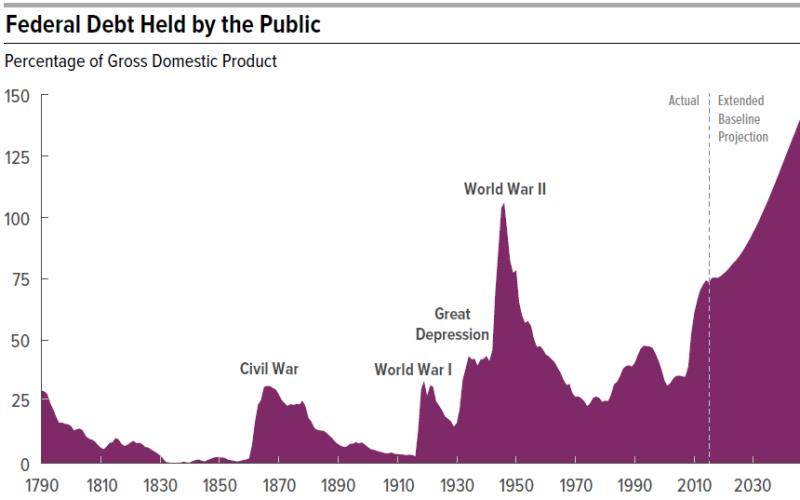 Federal Debt Held by the Public
Percentage of Gross Domestic Product
150
125
100
75
50
25
0
Actual
Extended
Baseline
Projection
World War II
Great
Depression
Civil War
World War I
1790 1810 1830 1850 1870 1890 1910 1930 1950 1970 1990 2010 2030